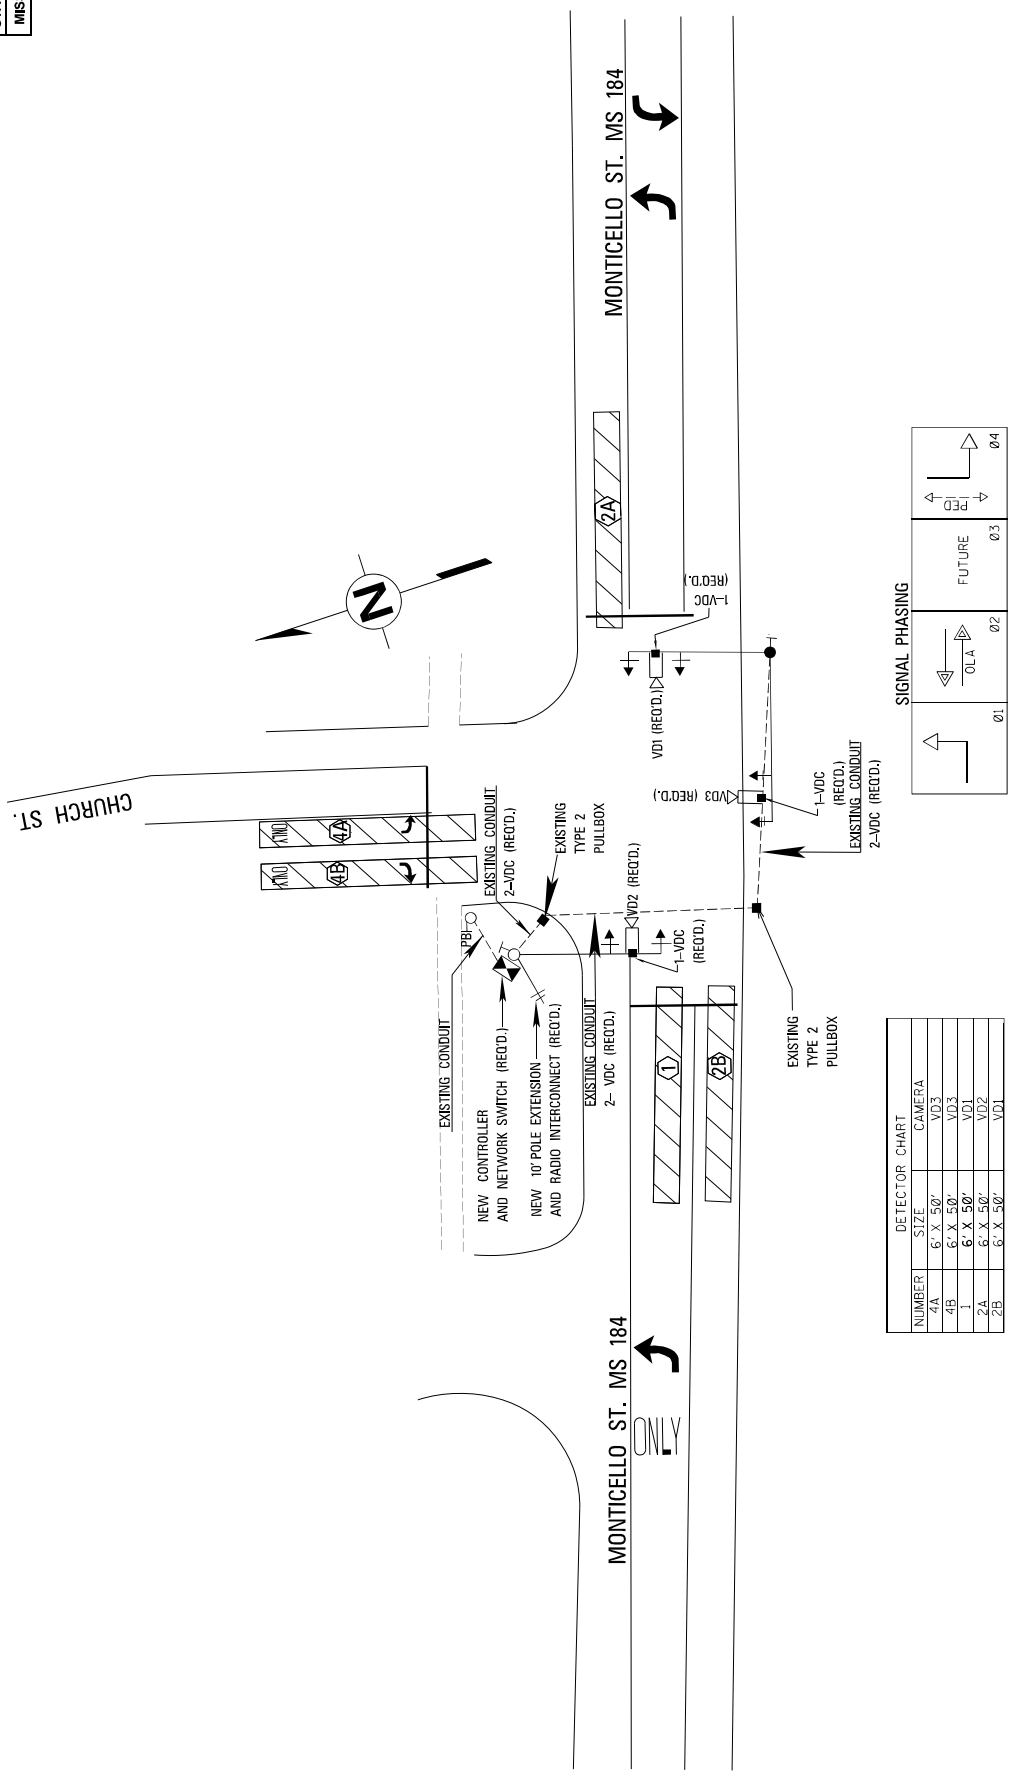 MIS
MONTICELLO ST. MS 184
CHURCH ST.
N
2A
ONLY
4A
ONLY
4B
1-VDC
(REQ'D.)
VD1 (REQ'D.)
VD3 (REQ'D.)
1-VDC
(REQ'D.)
EXISTING CONDUIT
2-VDC (REQ'D.)
EXISTING CONDUIT
2-VDC (REQ'D.)
EXISTING
TYPE 2
PULLBOX
VD2 (REQ'D.)
1-VDC
(REQ'D.)
PB
EXISTING CONDUIT
NEW CONTROLLER
AND NETWORK SWITCH (REQ'D.)
NEW 10' POLE EXTENSION
AND RADIO INTERCONNECT (REQ'D.)
EXISTING CONDUIT
2- VDC (REQ'D.)
EXISTING
TYPE 2
PULLBOX
1
2B
MONTICELLO ST. MS 184
ONLY
SIGNAL PHASING
Ø1
OLA
Ø2
FUTURE
Ø3
PED
Ø4
DETECTOR CHART
NUMBER SIZE CAMERA
4A 6' X 50' VD3
4B 6' X 50' VD3
1 6' X 50' VD1
2A 6' X 50' VD2
2B 6' X 50' VD1